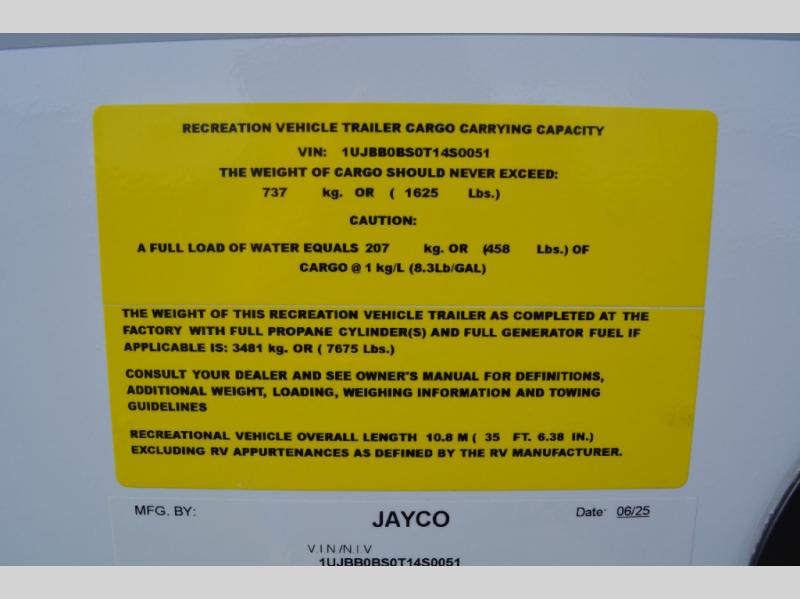 RECREATION VEHICLE TRAILER CARGO CARRYING CAPACITY
VIN: 1UJBB0BS0T14S0051
THE WEIGHT OF CARGO SHOULD NEVER EXCEED:
737 kg. OR ( 1625 Lbs.)
CAUTION:
A FULL LOAD OF WATER EQUALS 207 kg. OR (458 Lbs.) OF
CARGO @ 1 kg/L (8.3Lb/GAL)
THE WEIGHT OF THIS RECREATION VEHICLE TRAILER AS COMPLETED AT THE
FACTORY WITH FULL PROPANE CYLINDER(S) AND FULL GENERATOR FUEL IF
APPLICABLE IS: 3481 kg. OR ( 7675 Lbs.)
CONSULT YOUR DEALER AND SEE OWNER'S MANUAL FOR DEFINITIONS,
ADDITIONAL WEIGHT, LOADING, WEIGHING INFORMATION AND TOWING
GUIDELINES
RECREATIONAL VEHICLE OVERALL LENGTH 10.8 M ( 35 FT. 6.38 IN.)
EXCLUDING RV APPURTENANCES AS DEFINED BY THE RV MANUFACTURER.
MFG. BY: JAYCO Date: 06/25
V.I.N./N.I.V
1UJBB0BS0T14S0051